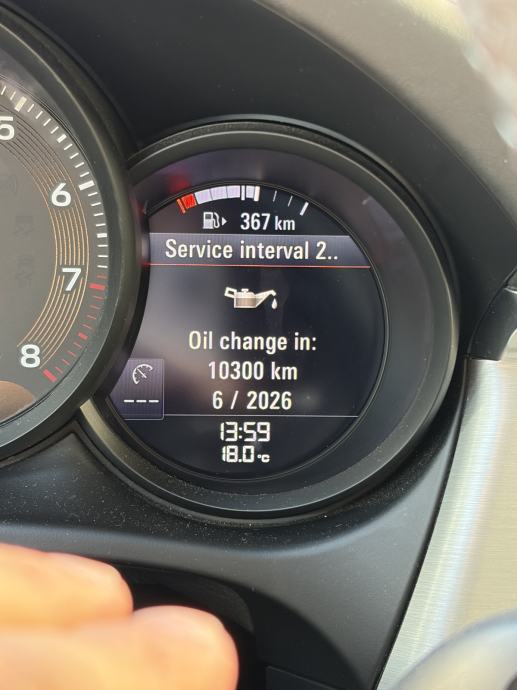 5
6
7
8
367 km
Service interval 2..
Oil change in:
10300 km
6 / 2026
---
13:59
18.0°C